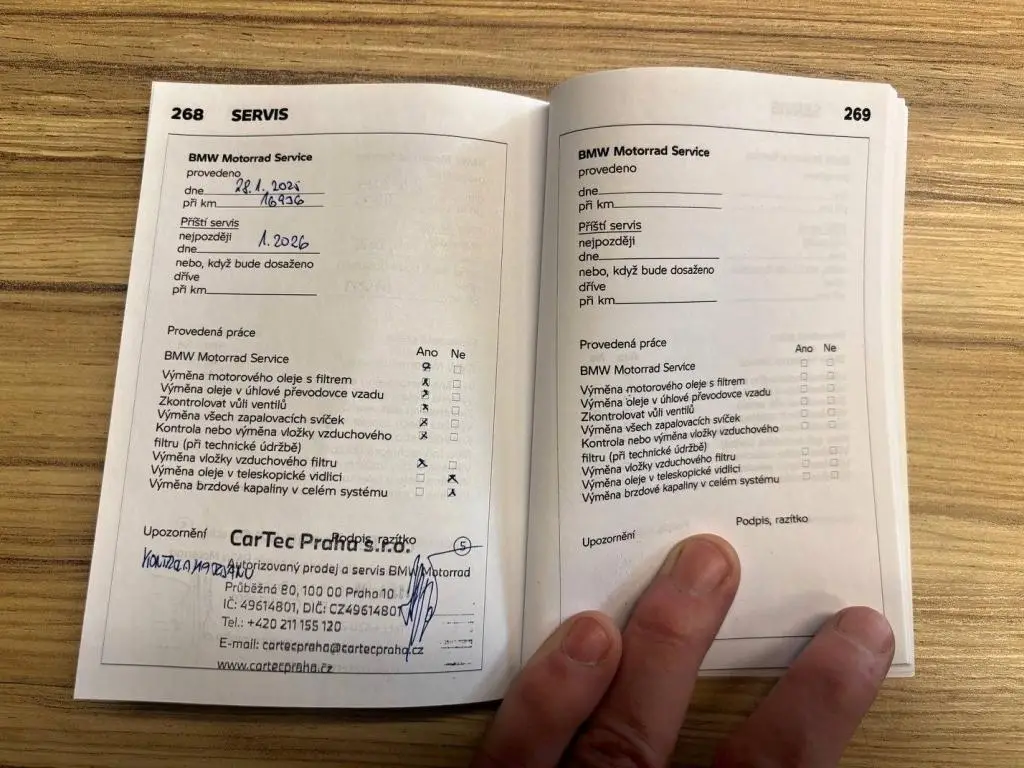 268 SERVIS
BMW Motorrad Service
provedeno
dne 28.1.2025
při km 16936
Příští servis
nejpozději
dne 1.2026
nebo, když bude dosaženo
dříve
při km
Provedená práce
Ano Ne
BMW Motorrad Service
Výměna motorového oleje s filtrem
Výměna oleje v úhlové převodovce vzadu
Zkontrolovat vůli ventilů
Výměna všech zapalovacích svíček
Kontrola nebo výměna vložky vzduchového
filtru (při technické údržbě)
Výměna vložky vzduchového filtru
Výměna oleje v teleskopické vidlici
Výměna brzdové kapaliny v celém systému
Upozornění
Podpis, razítko
CarTec Praha s.r.o.
5
Autorizovaný prodej a servis BMW Motorrad
Průběžná 80, 100 00 Praha 10
IČ: 49614801, DIČ: CZ49614801
Tel.: +420 211 155 120
E-mail: cartecpraha@cartecpraha.cz
www.cartecpraha.cz
269
BMW Motorrad Service
provedeno
dne
při km
Příští servis
nejpozději
dne
nebo, když bude dosaženo
dříve
při km
Provedená práce
Ano Ne
BMW Motorrad Service
Výměna motorového oleje s filtrem
Výměna oleje v úhlové převodovce vzadu
Zkontrolovat vůli ventilů
Výměna všech zapalovacích svíček
Kontrola nebo výměna vložky vzduchového
filtru (při technické údržbě)
Výměna vložky vzduchového filtru
Výměna oleje v teleskopické vidlici
Výměna brzdové kapaliny v celém systému
Upozornění
Podpis, razítko